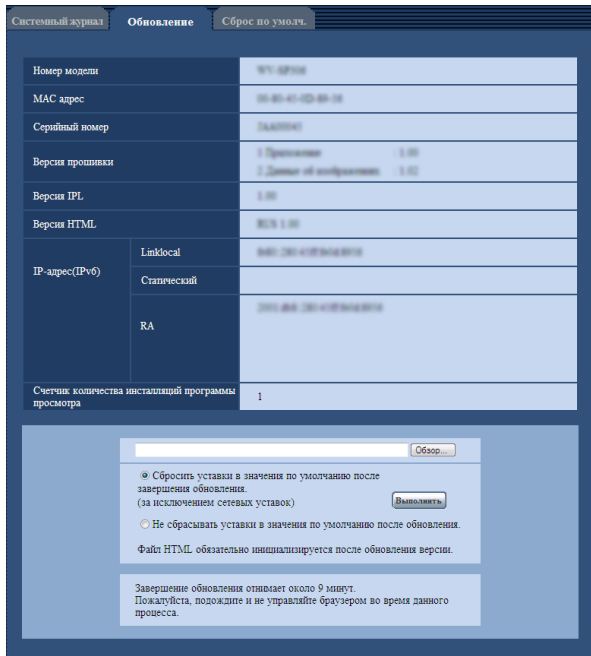 Системный журнал Обновление Сброс по умолч.
Номер модели
MAC адрес
Серийный номер
Версия прошивки
Версия IPL
1.00
Версия HTML
IP-адрес(IPv6)
Linklocal
Статический
RA
Счетчик количества инсталляций программы
просмотра
1
Обзор...
Сбросить уставки в значения по умолчанию после
завершения обновления.
(за исключением сетевых уставок)
Выполнить
Не сбрасывать уставки в значения по умолчанию после обновления.
Файл HTML обязательно инициализируется после обновления версии.
Завершение обновления отнимает около 9 минут.
Пожалуйста, подождите и не управляйте браузером во время данного
процесса.